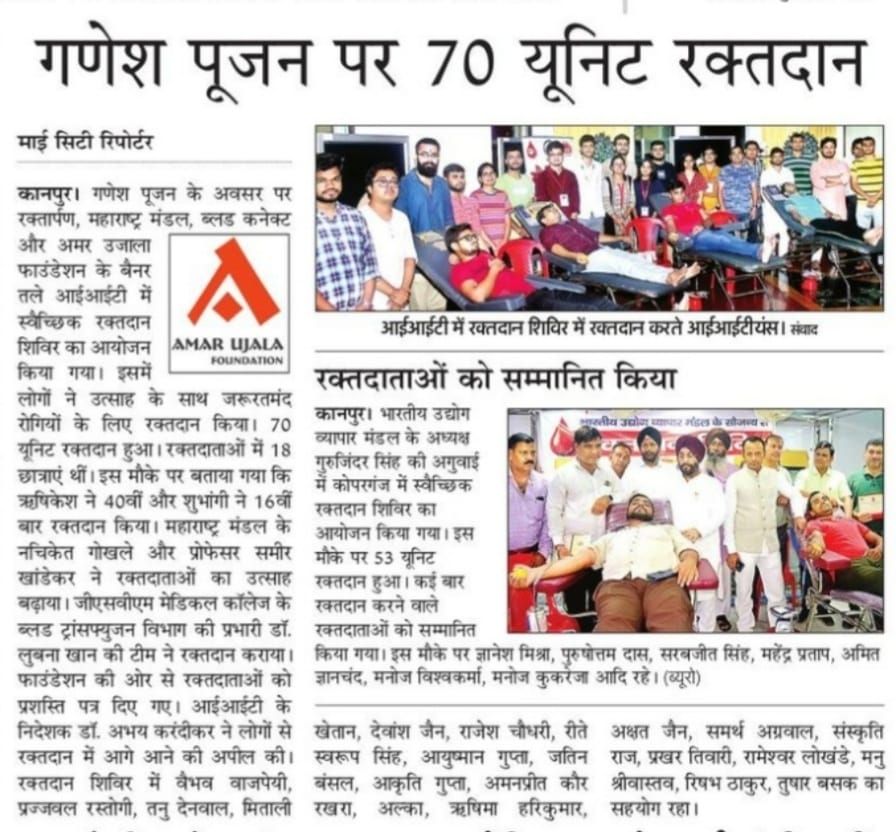 गणेश पूजन पर 70 यूनिट रक्तदान
माई सिटी रिपोर्टर
कानपुर। गणेश पूजन के अवसर पर
रक्तार्पण, महाराष्ट्र मंडल, ब्लड कनेक्ट
और अमर उजाला
फाउंडेशन के बैनर
तले आईआईटी में
स्वैच्छिक रक्तदान
शिविर का आयोजन
किया गया। इसमें
AMAR UJALA
FOUNDATION
लोगों ने उत्साह के साथ जरूरतमंद
रोगियों के लिए रक्तदान किया। 70
यूनिट रक्तदान हुआ। रक्तदाताओं में 18
छात्राएं थीं। इस मौके पर बताया गया कि
ऋषिकेश ने 40वीं और शुभांगी ने 16वीं
बार रक्तदान किया। महाराष्ट्र मंडल के
नचिकेत गोखले और प्रोफेसर समीर
खांडेकर ने रक्तदाताओं का उत्साह
बढ़ाया। जीएसवीएम मेडिकल कॉलेज के
ब्लड ट्रांसफ्युजन विभाग की प्रभारी डॉ.
लुबना खान की टीम ने रक्तदान कराया।
फाउंडेशन की ओर से रक्तदाताओं को
प्रशस्ति पत्र दिए गए। आईआईटी के
निदेशक डॉ. अभय करंदीकर ने लोगों से
रक्तदान में आगे आने की अपील की।
रक्तदान शिविर में वैभव वाजपेयी,
प्रज्जवल रस्तोगी, तनु देनवाल, मिताली
खेतान, देवांश जैन, राजेश चौधरी, रीते
स्वरूप सिंह, आयुष्मान गुप्ता, जतिन
बंसल, आकृति गुप्ता, अमनप्रीत कौर
रखरा, अल्का, ऋषिमा हरिकुमार,
अक्षत जैन, समर्थ अग्रवाल, संस्कृति
राज, प्रखर तिवारी, रामेश्वर लोखंडे, मनु
श्रीवास्तव, रिषभ ठाकुर, तुषार बसक का
सहयोग रहा।
आईआईटी में रक्तदान शिविर में रक्तदान करते आईआईटीयंस। संवाद
रक्तदाताओं को सम्मानित किया
कानपुर। भारतीय उद्योग
व्यापार मंडल के अध्यक्ष
गुरुजिंदर सिंह की अगुवाई
में कोपरगंज में स्वैच्छिक
रक्तदान शिविर का
आयोजन किया गया। इस
मौके पर 53 यूनिट
रक्तदान हुआ। कई बार
रक्तदान करने वाले
रक्तदाताओं को सम्मानित
किया गया। इस मौके पर ज्ञानेश मिश्रा, पुरुषोत्तम दास, सरबजीत सिंह, महेंद्र प्रताप, अमित
ज्ञानचंद, मनोज विश्वकर्मा, मनोज कुकरेजा आदि रहे। (ब्यूरो)
भारतीय उद्योग व्यापार मंडल के सौजन्य से